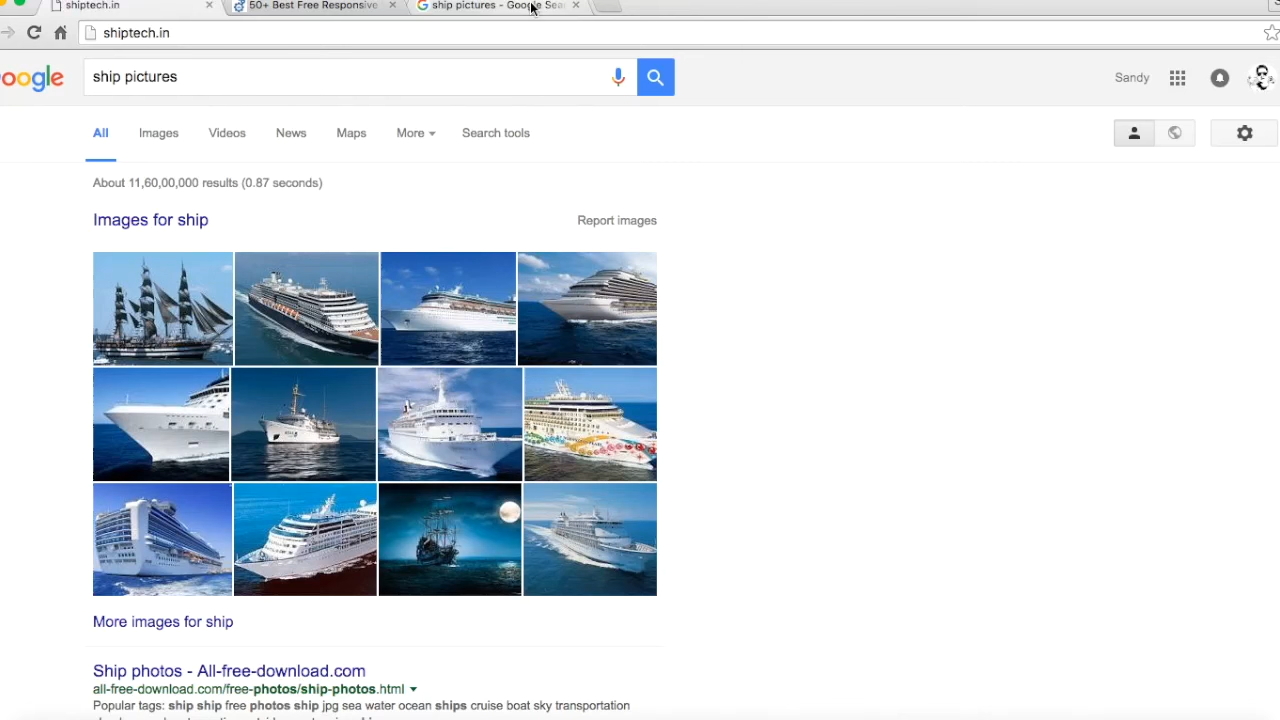 shiptech.in
50+ Best Free Responsive
ship pictures - Google Sea
shiptech.in
oogle
ship pictures
Sandy
All
Images
Videos
News
Maps
More
Search tools
About 11,60,00,000 results (0.87 seconds)
Images for ship
Report images
More images for ship
Ship photos - All-free-download.com
all-free-download.com/free-photos/ship-photos.html
Popular tags: ship ship free photos ship jpg sea water ocean ships cruise boat sky transportation